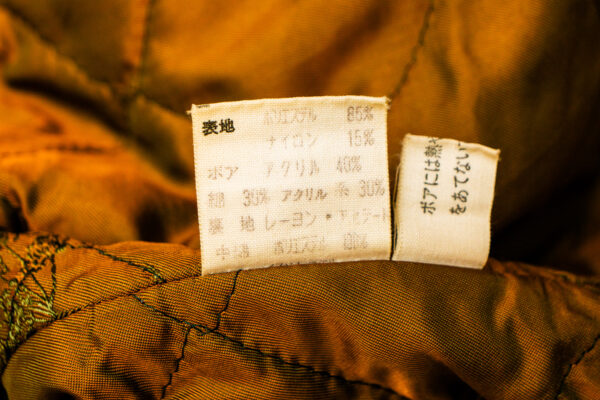 表地 ポリエステル 85%
ナイロン 15%
ボア アクリル 40%
綿 30% アクリル系 30%
裏地 レーヨン・アセテート
中綿 ポリエステル
ボアには熱
をあてない